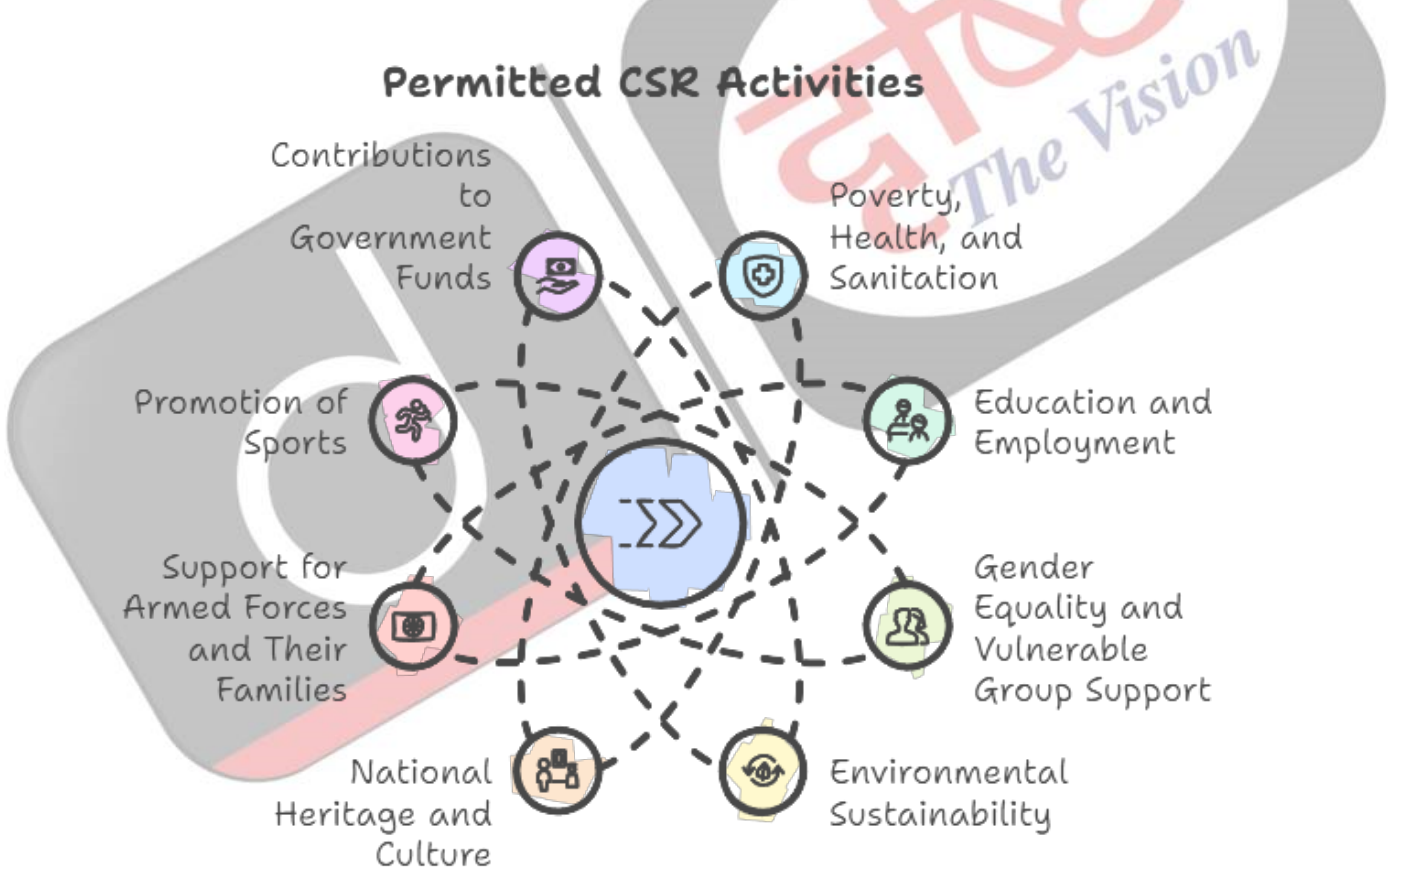 Permitted CSR Activities
Contributions
to
Government
Funds
Poverty,
Health, and
Sanitation
Promotion of
Sports
Education and
Employment
Support for
Armed Forces
and Their
Families
Gender
Equality and
Vulnerable
Group Support
National
Heritage and
Culture
Environmental
Sustainability
The Vision